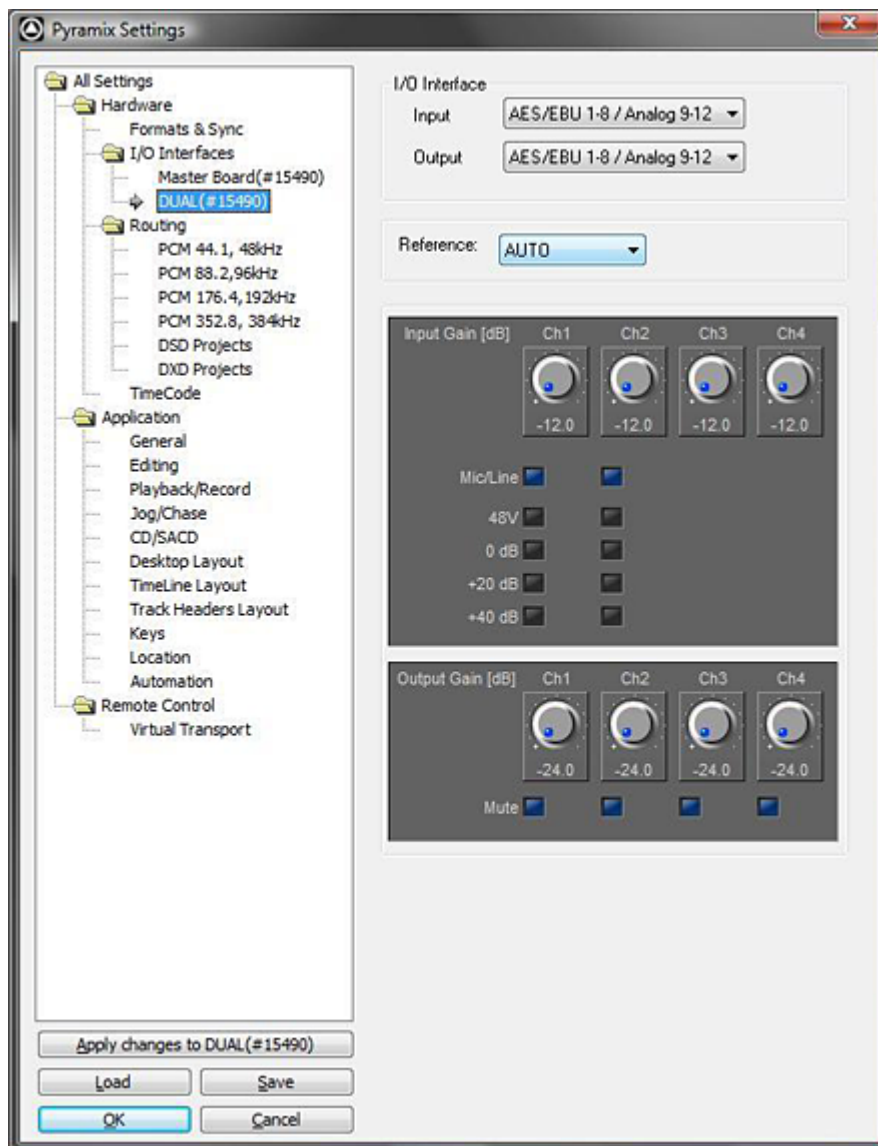 Pyramix Settings
All Settings
Hardware
Formats & Sync
I/O Interfaces
Master Board(#15490)
DUAL(#15490)
Routing
PCM 44.1, 48kHz
PCM 88.2,96kHz
PCM 176.4,192kHz
PCM 352.8, 384kHz
DSD Projects
DXD Projects
TimeCode
Application
General
Editing
Playback/Record
Jog/Chase
CD/SACD
Desktop Layout
TimeLine Layout
Track Headers Layout
Keys
Location
Automation
Remote Control
Virtual Transport
Apply changes to DUAL(#15490)
Load Save
OK Cancel
I/O Interface
Input AES/EBU 1-8 / Analog 9-12
Output AES/EBU 1-8 / Analog 9-12
Reference: AUTO
Input Gain [dB] Ch1 Ch2 Ch3 Ch4
-12.0 -12.0 -12.0 -12.0
Mic/Line
48V
0 dB
+20 dB
+40 dB
Output Gain [dB] Ch1 Ch2 Ch3 Ch4
-24.0 -24.0 -24.0 -24.0
Mute